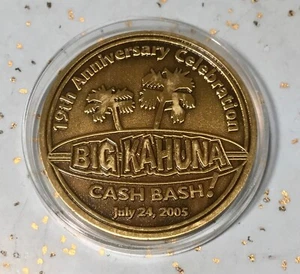 19th Anniversary Celebration
BIG KAHUNA
CASH BASH!
July 24, 2005